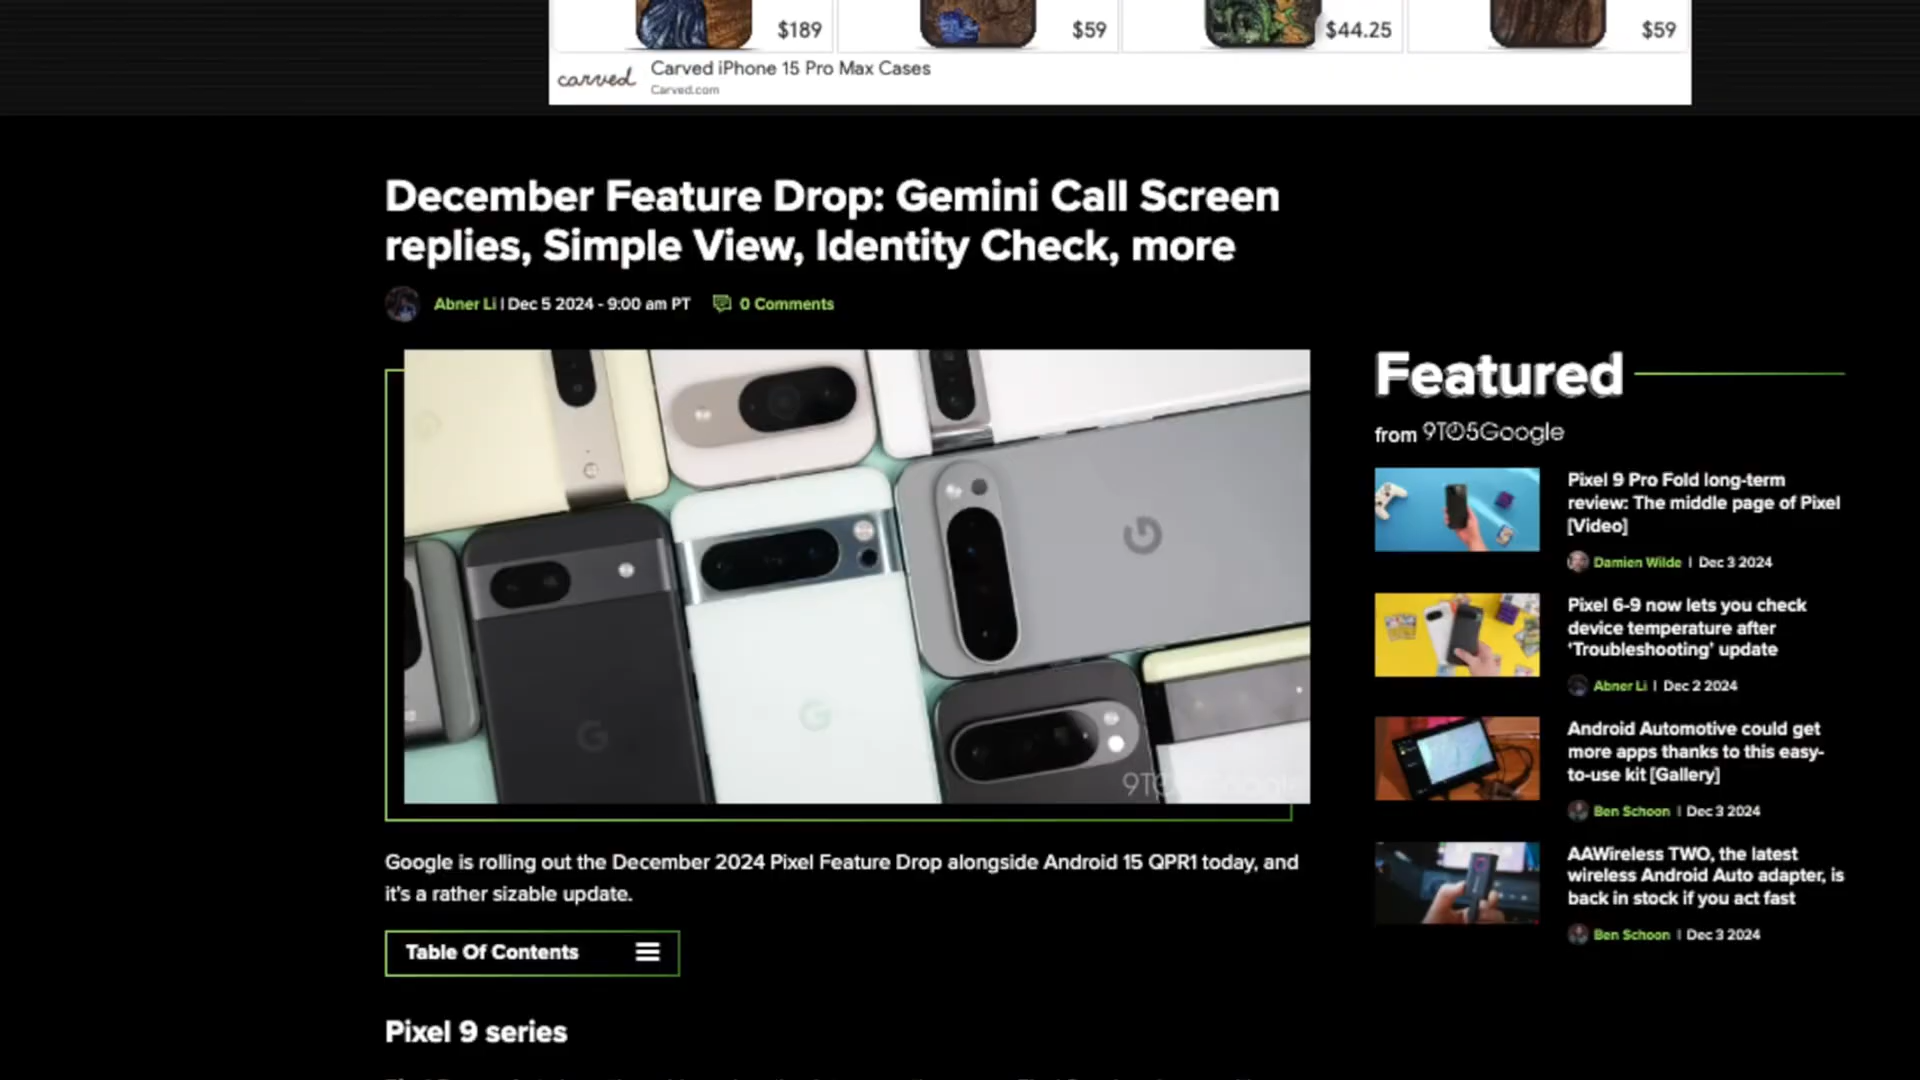 $189
$59
$44.25
$59
carved
Carved iPhone 15 Pro Max Cases
Carved.com
December Feature Drop: Gemini Call Screen
replies, Simple View, Identity Check, more
Abner Li | Dec 5 2024 - 9:00 am PT
0 Comments
Google is rolling out the December 2024 Pixel Feature Drop alongside Android 15 QPR1 today, and
it's a rather sizable update.
Table Of Contents
Pixel 9 series
Featured
from 9TO5Google
Pixel 9 Pro Fold long-term
review: The middle page of Pixel
[Video]
Damien Wilde | Dec 3 2024
Pixel 6-9 now lets you check
device temperature after
'Troubleshooting' update
Abner Li | Dec 2 2024
Android Automotive could get
more apps thanks to this easy-
to-use kit [Gallery]
Ben Schoon | Dec 3 2024
AAWireless TWO, the latest
wireless Android Auto adapter, is
back in stock if you act fast
Ben Schoon | Dec 3 2024